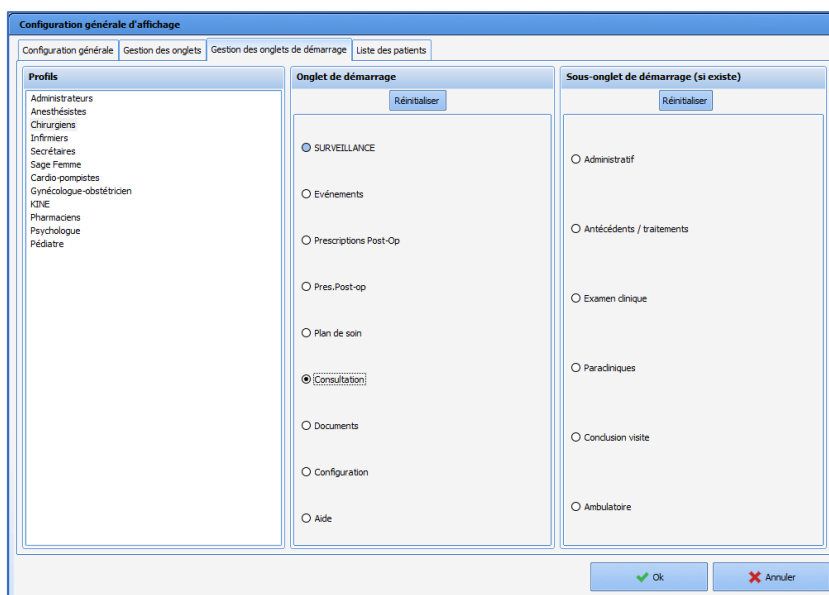 Configuration générale d'affichage
Configuration générale
Gestion des onglets
Gestion des onglets de démarrage
Liste des patients
Profils
Administrateurs
Anesthésistes
Chirurgiens
Infirmiers
Secrétaires
Sage Femme
Cardio-pompistes
Gynécologue-obstétricien
KINE
Pharmaciens
Psychologue
Pédiatre
Onglet de démarrage
Réinitialiser
SURVEILLANCE
Evénements
Prescriptions Post-Op
Pres.Post-op
Plan de soin
Consultation
Documents
Configuration
Aide
Sous-onglet de démarrage (si existe)
Réinitialiser
Administratif
Antécédents / traitements
Examen clinique
Paracliniques
Conclusion visite
Ambulatoire
Ok
Annuler